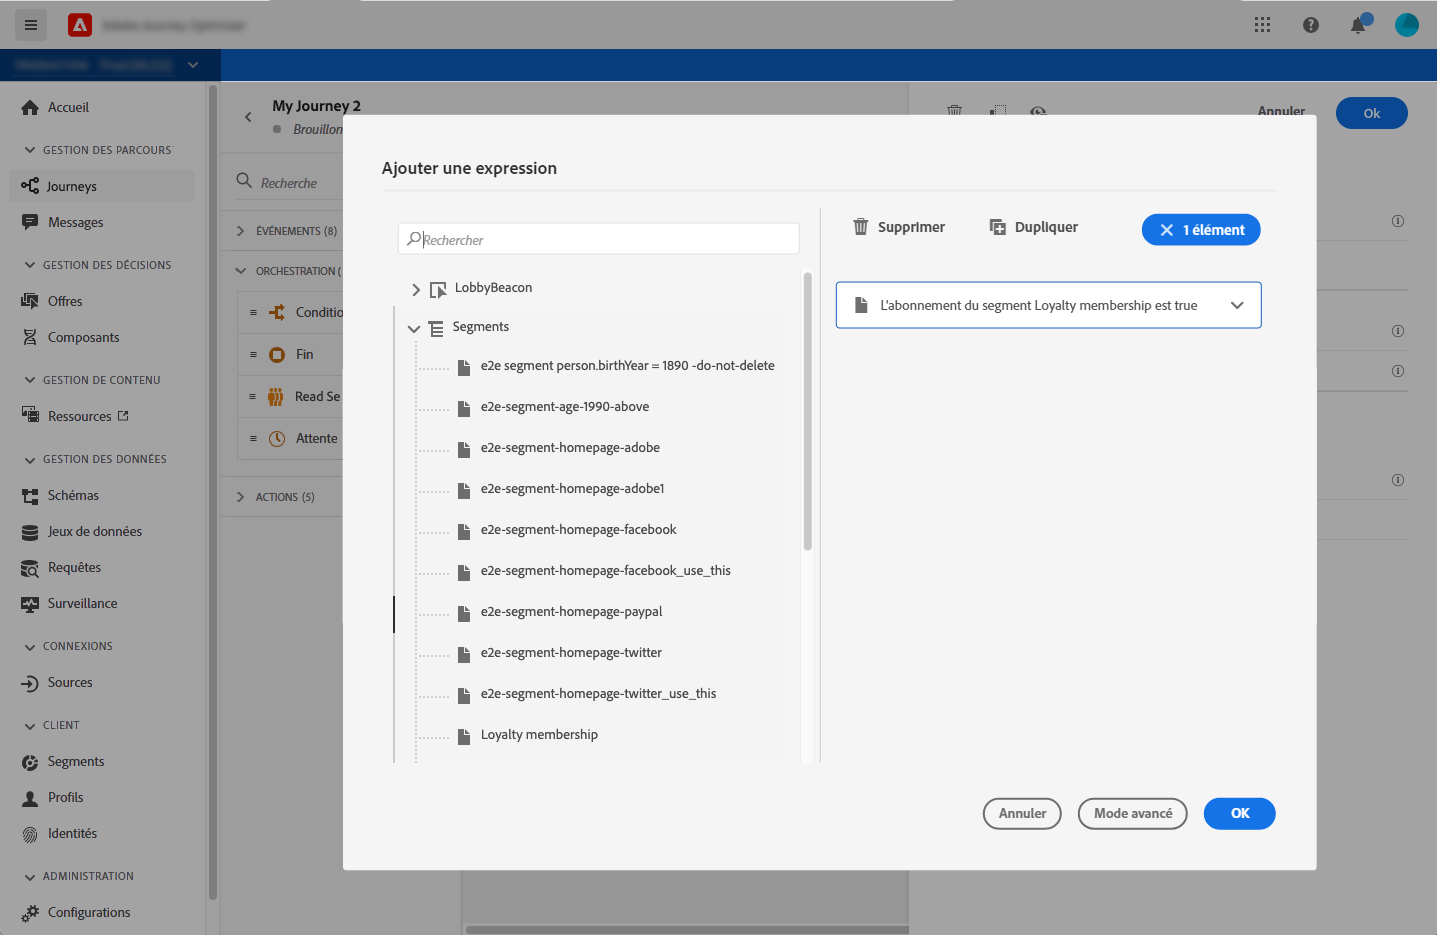 My Journey 2
Brouillon
Annuler
Ok
Accueil
GESTION DES PARCOURS
Journeys
Messages
GESTION DES DÉCISIONS
Offres
Composants
GESTION DE CONTENU
Ressources
GESTION DES DONNÉES
Schémas
Jeux de données
Requêtes
Surveillance
CONNEXIONS
Sources
CLIENT
Segments
Profils
Identités
ADMINISTRATION
Configurations
Recherche
ÉVÉNEMENTS (8)
ORCHESTRATION (
Conditio
Fin
Read Se
Attente
ACTIONS (5)
Ajouter une expression
Rechercher
LobbyBeacon
Segments
e2e segment person.birthYear = 1890 -do-not-delete
e2e-segment-age-1990-above
e2e-segment-homepage-adobe
e2e-segment-homepage-adobe1
e2e-segment-homepage-facebook
e2e-segment-homepage-facebook_use_this
e2e-segment-homepage-paypal
e2e-segment-homepage-twitter
e2e-segment-homepage-twitter_use_this
Loyalty membership
Supprimer
Dupliquer
1 élément
L'abonnement du segment Loyalty membership est true
Annuler
Mode avancé
OK